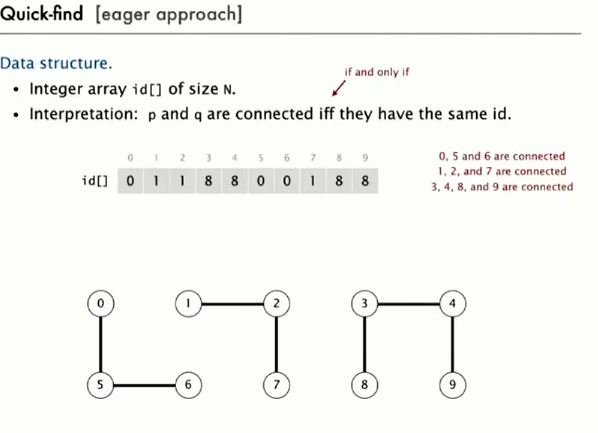 Quick-find [eager approach]
Data structure.
if and only if
• Integer array id[] of size N.
• Interpretation: p and q are connected iff they have the same id.
0 1 2 3 4 5 6 7 8 9
id[] 0 1 1 8 8 0 0 1 8 8
0, 5 and 6 are connected
1, 2, and 7 are connected
3, 4, 8, and 9 are connected
0 1 2 3 4
5 6 7 8 9